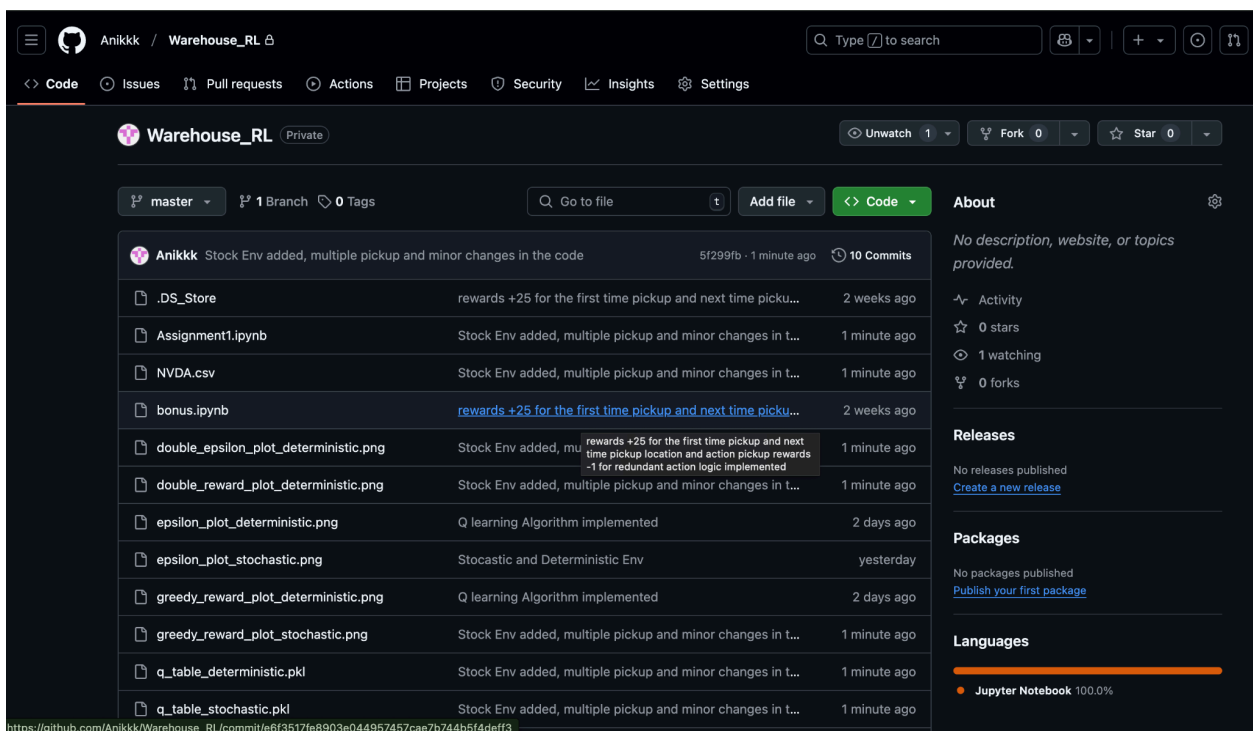 Anikkk / Warehouse_RL
Type / to search
Code Issues Pull requests Actions Projects Security Insights Settings
Warehouse_RL Private
Unwatch 1 Fork 0 Star 0
master 1 Branch 0 Tags Go to file t Add file Code
Anikkk Stock Env added, multiple pickup and minor changes in the code 5f299fb · 1 minute ago 10 Commits
.DS_Store rewards +25 for the first time pickup and next time picku... 2 weeks ago
Assignment1.ipynb Stock Env added, multiple pickup and minor changes in t... 1 minute ago
NVDA.csv Stock Env added, multiple pickup and minor changes in t... 1 minute ago
bonus.ipynb rewards +25 for the first time pickup and next time picku... 2 weeks ago
double_epsilon_plot_deterministic.png Stock Env added, mu 1 minute ago
rewards +25 for the first time pickup and next
time pickup location and action pickup rewards
-1 for redundant action logic implemented
double_reward_plot_deterministic.png Stock Env added, multiple pickup and minor changes in t... 1 minute ago
epsilon_plot_deterministic.png Q learning Algorithm implemented 2 days ago
epsilon_plot_stochastic.png Stocastic and Deterministic Env yesterday
greedy_reward_plot_deterministic.png Q learning Algorithm implemented 2 days ago
greedy_reward_plot_stochastic.png Stock Env added, multiple pickup and minor changes in t... 1 minute ago
q_table_deterministic.pkl Stock Env added, multiple pickup and minor changes in t... 1 minute ago
q_table_stochastic.pkl Stock Env added, multiple pickup and minor changes in t... 1 minute ago
About
No description, website, or topics
provided.
Activity
0 stars
1 watching
0 forks
Releases
No releases published
Create a new release
Packages
No packages published
Publish your first package
Languages
Jupyter Notebook 100.0%
https://github.com/Anikkk/Warehouse_RL/commit/e6f3517fe8903e044957457cae7b744b5f4deff3